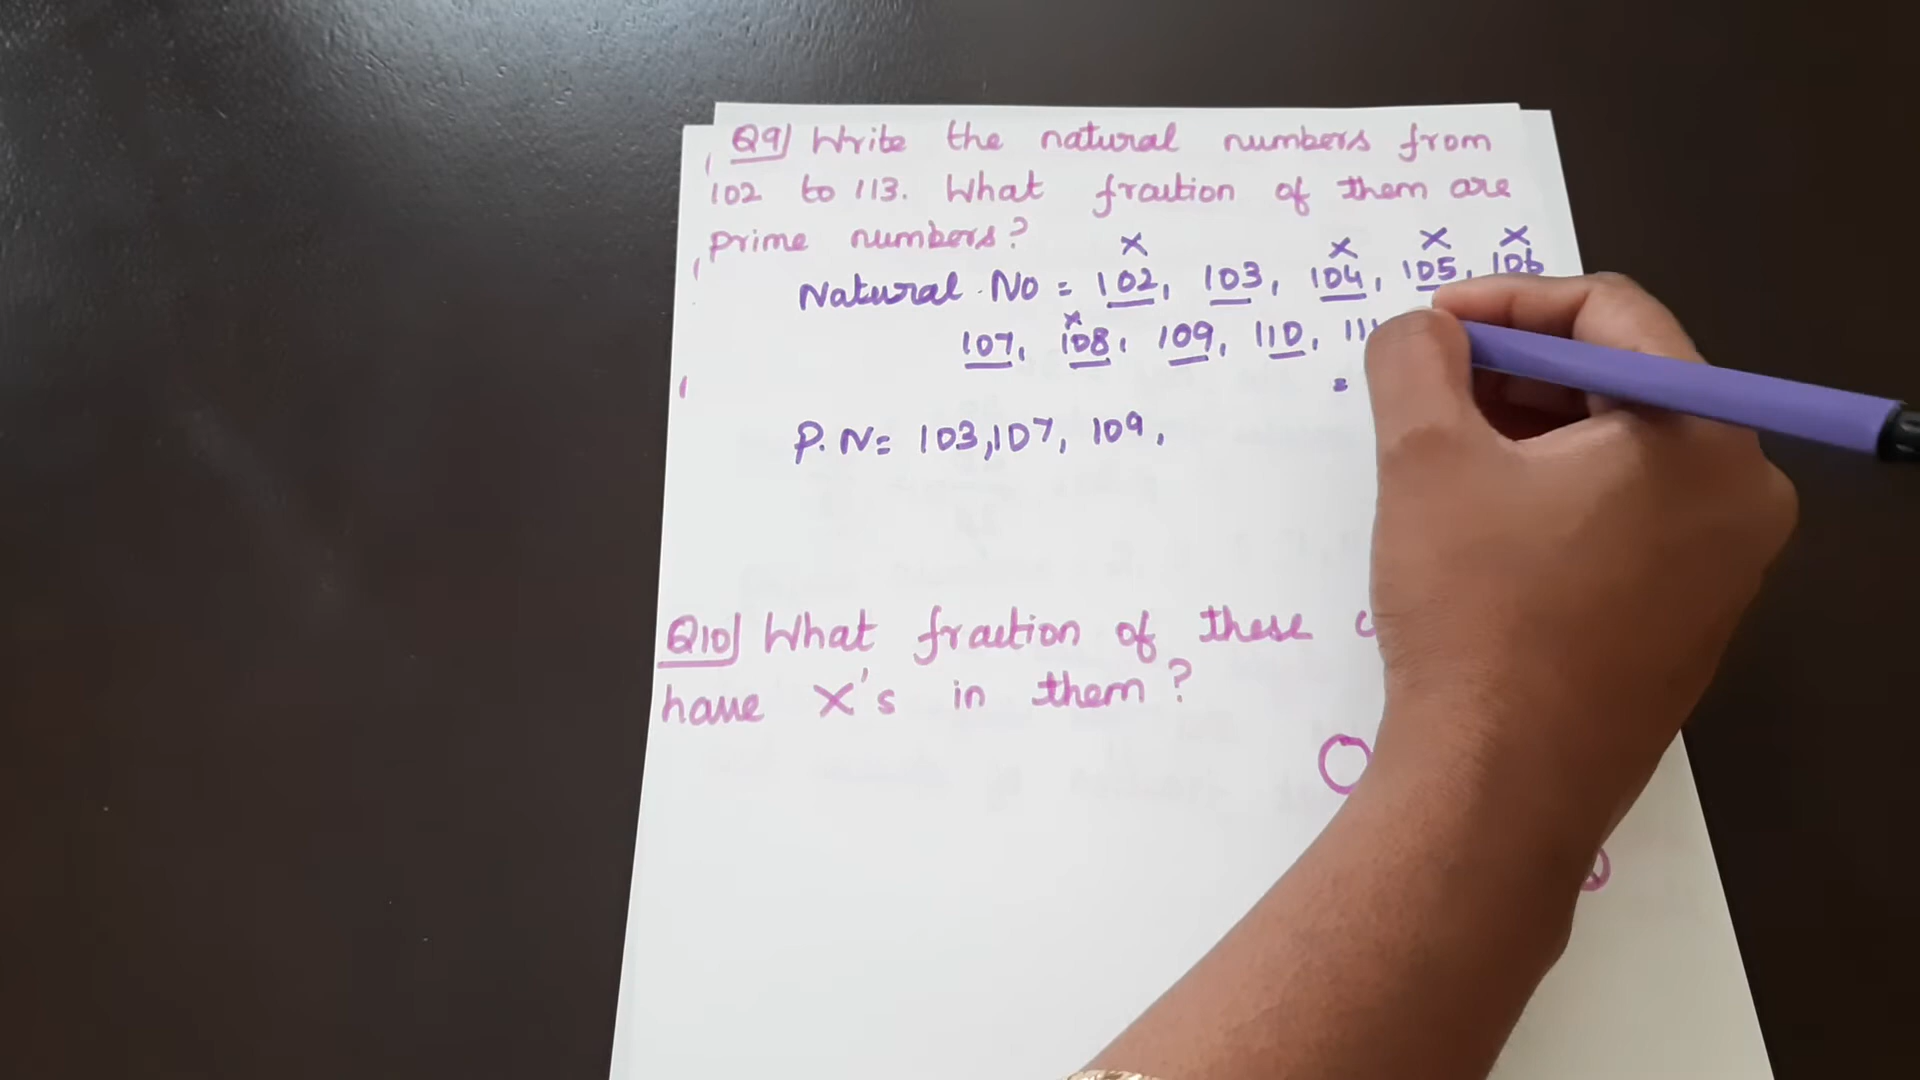 Q9] Write the natural numbers from
102 to 113. What fraction of them are
prime numbers?
x x x x
Natural No = 102, 103, 104, 105, 106
x
107, 108, 109, 110, 111
P.N = 103, 107, 109,
Q10] What fraction of these
have X's in them?